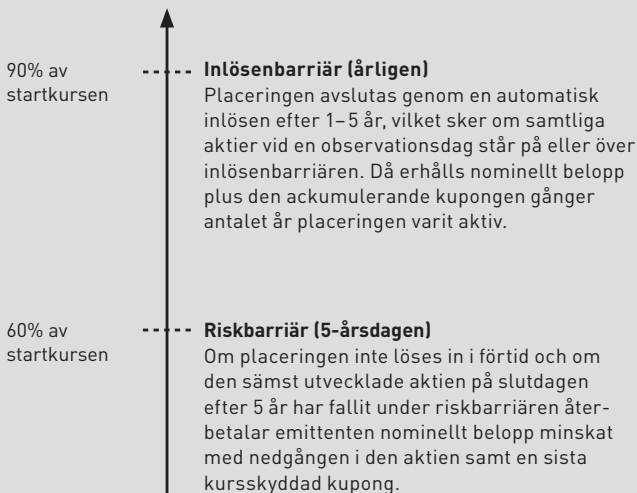 90% av
startkursen
Inlösenbarriär (årligen)
Placeringen avslutas genom en automatisk
inlösen efter 1–5 år, vilket sker om samtliga
aktier vid en observationsdag står på eller över
inlösenbarriären. Då erhålls nominellt belopp
plus den ackumulerande kupongen gånger
antalet år placeringen varit aktiv.
60% av
startkursen
Riskbarriär (5-årsdagen)
Om placeringen inte löses in i förtid och om
den sämst utvecklade aktien på slutdagen
efter 5 år har fallit under riskbarriären åter-
betalar emittenten nominellt belopp minskat
med nedgången i den aktien samt en sista
kursskyddad kupong.